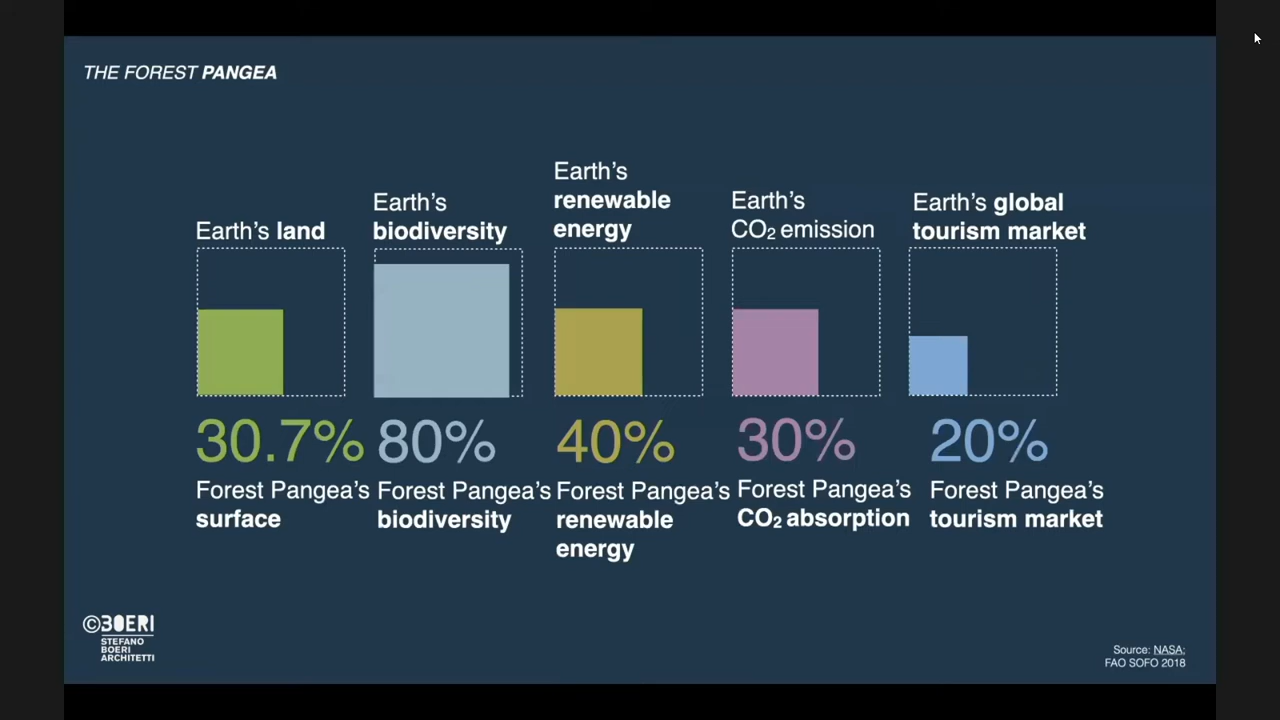 THE FOREST PANGEA
Earth's land
Earth's
biodiversity
Earth's
renewable
energy
Earth's
CO₂ emission
Earth's global
tourism market
30.7%
Forest Pangea's
surface
80%
Forest Pangea's
biodiversity
40%
Forest Pangea's
renewable
energy
30%
Forest Pangea's
CO₂ absorption
20%
Forest Pangea's
tourism market
©BOERI
STEFANO
BOERI
ARCHITETTI
Source: NASA;
FAO SOFO 2018